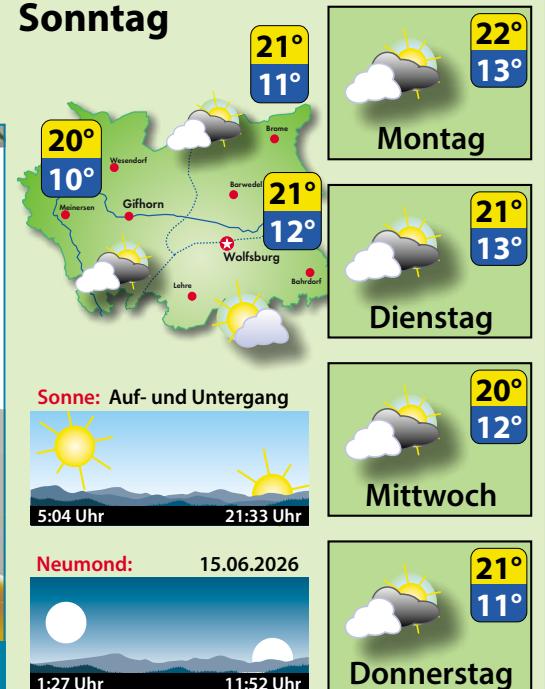 Sonntag
21°
11°
20°
10°
21°
12°
Brome
Wesendorf
Barwedel
Meinersen
Gifhorn
Wolfsburg
Lehre
Bahrdorf
22°
13°
Montag
21°
13°
Dienstag
20°
12°
Mittwoch
21°
11°
Donnerstag
Sonne: Auf- und Untergang
5:04 Uhr 21:33 Uhr
Neumond: 15.06.2026
1:27 Uhr 11:52 Uhr